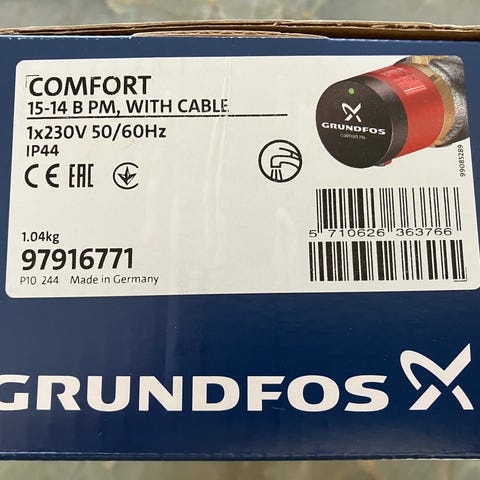 COMFORT
15-14 B PM, WITH CABLE
1x230V 50/60Hz
IP44
CE EAC
GRUNDFOS
COMFORT PM
99085289
5 710626 363766
1.04kg
97916771
P10 244 Made in Germany
GRUNDFOS